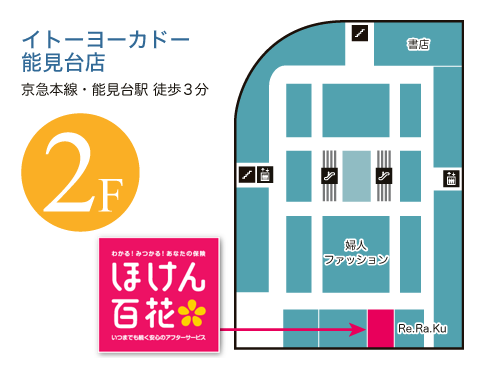 イトーヨーカドー
能見台店
京急本線・能見台駅 徒歩3分
2F
書店
婦人
ファッション
わかる!みつかる!あなたの保険
ほけん
百花
いつまでも続く安心のアフターサービス
Re.Ra.Ku